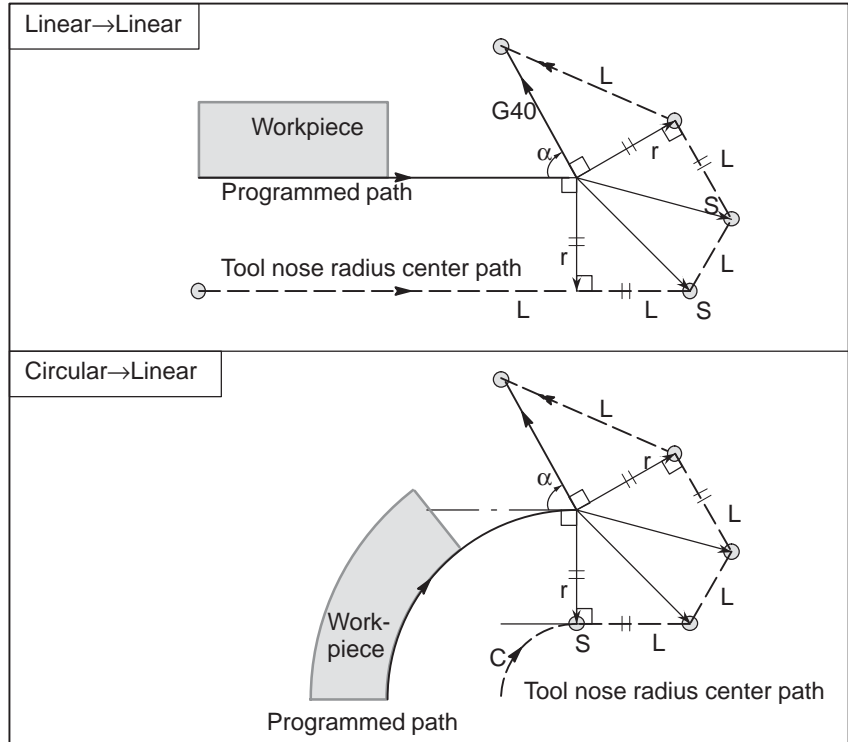 Linear→Linear
L
G40
Workpiece
α
r
L
Programmed path
S
r
L
Tool nose radius center path
L
L
S
Circular→Linear
L
r
α
L
r
L
Work-
piece
S
L
C
Tool nose radius center path
Programmed path